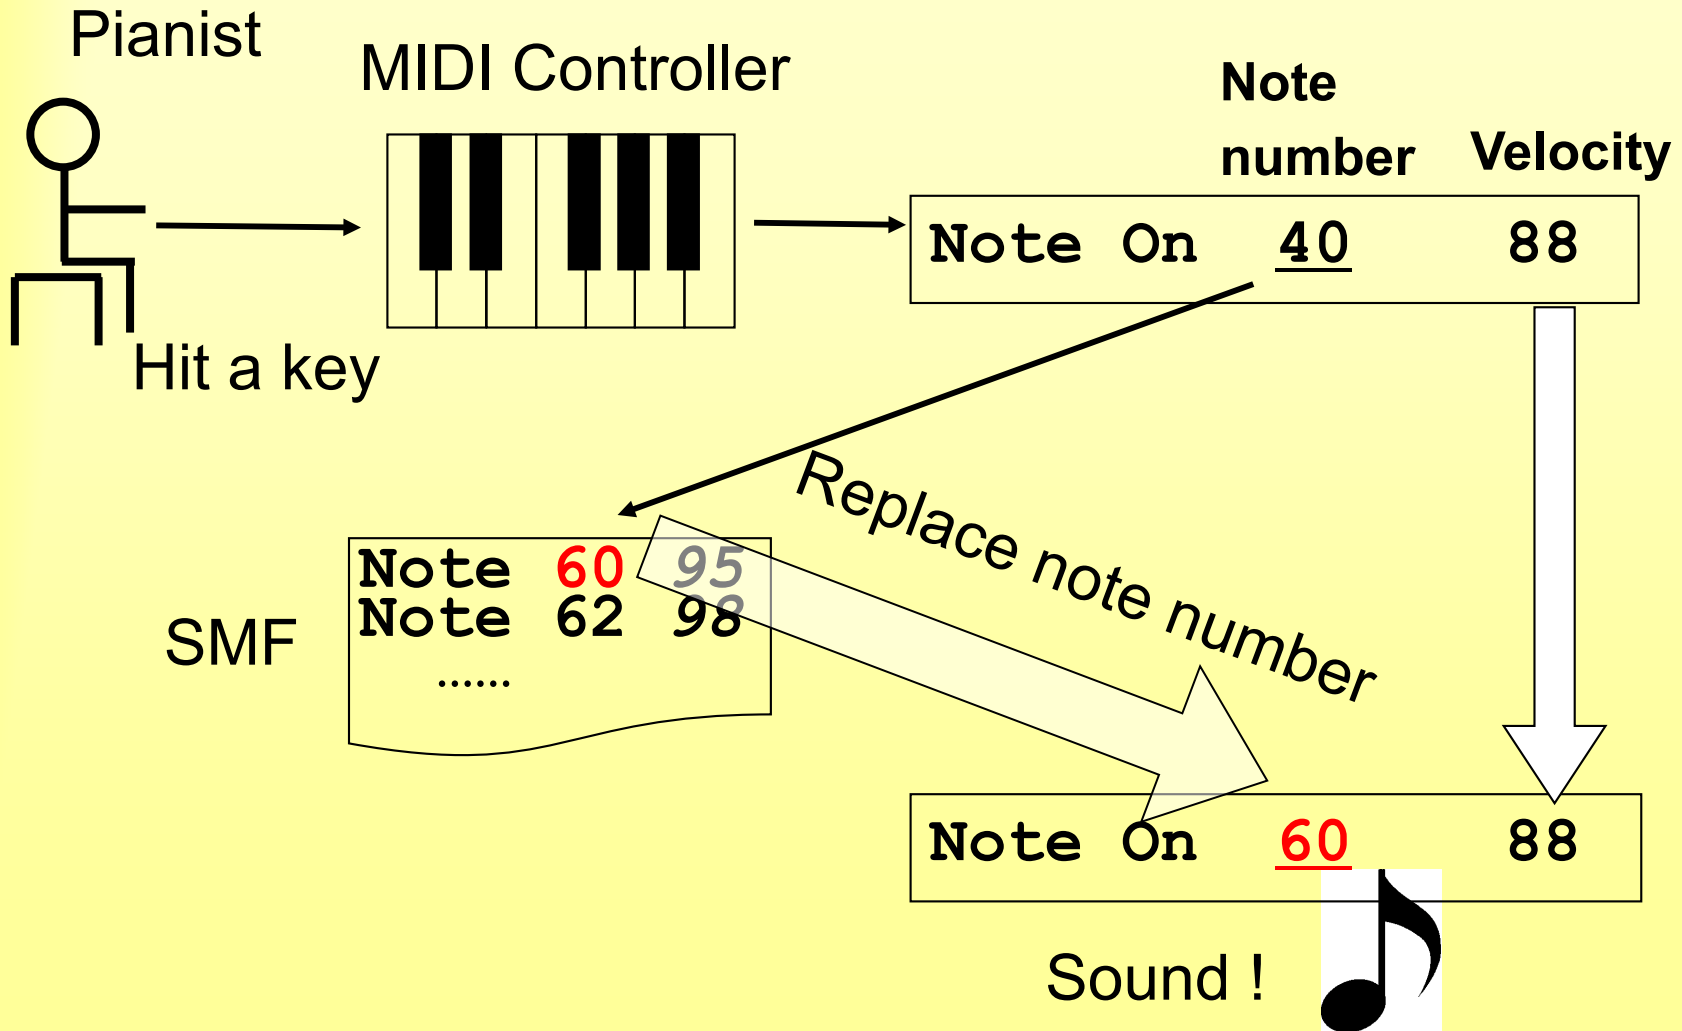 Pianist
MIDI Controller
Note
number
Velocity
Note On 40 88
Hit a key
Replace note number
Note 60 95
Note 62 98
......
SMF
Note On 60 88
Sound !